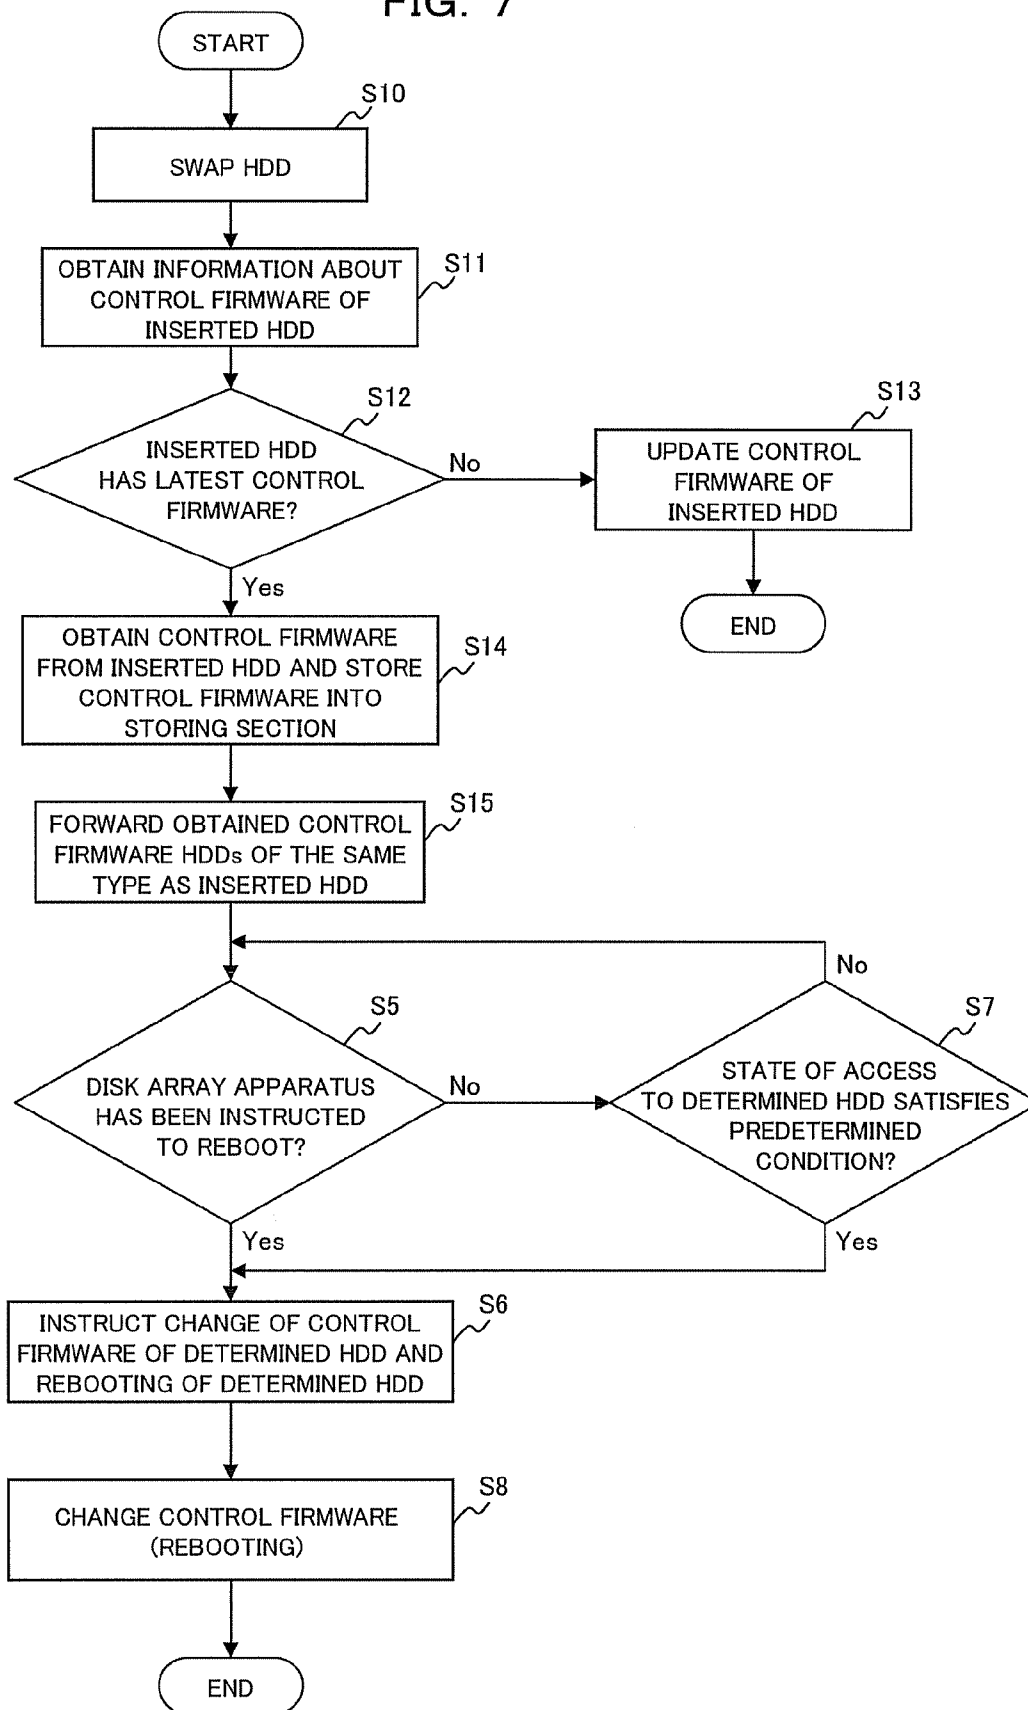 FIG. 7
START
S10
SWAP HDD
S11
OBTAIN INFORMATION ABOUT
CONTROL FIRMWARE OF
INSERTED HDD
S12
INSERTED HDD
HAS LATEST CONTROL
FIRMWARE?
No
S13
UPDATE CONTROL
FIRMWARE OF
INSERTED HDD
END
Yes
S14
OBTAIN CONTROL FIRMWARE
FROM INSERTED HDD AND STORE
CONTROL FIRMWARE INTO
STORING SECTION
S15
FORWARD OBTAINED CONTROL
FIRMWARE HDDs OF THE SAME
TYPE AS INSERTED HDD
S5
DISK ARRAY APPARATUS
HAS BEEN INSTRUCTED
TO REBOOT?
No
No
S7
STATE OF ACCESS
TO DETERMINED HDD SATISFIES
PREDETERMINED
CONDITION?
Yes
Yes
S6
INSTRUCT CHANGE OF CONTROL
FIRMWARE OF DETERMINED HDD AND
REBOOTING OF DETERMINED HDD
S8
CHANGE CONTROL FIRMWARE
(REBOOTING)
END